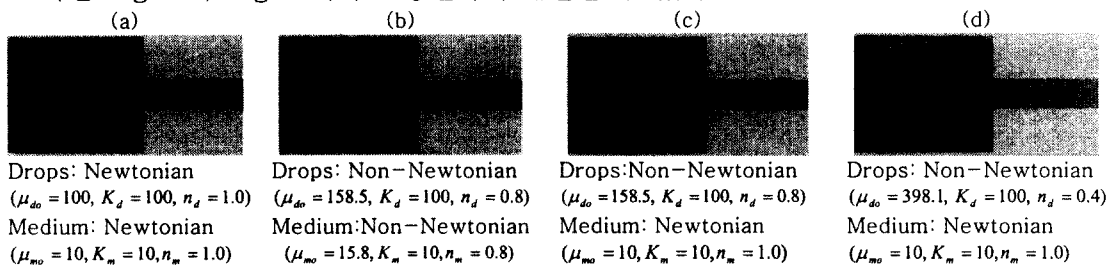 (a) (b) (c) (d)
Drops: Newtonian
(μdo =100, Kd =100, nd =1.0)
Medium: Newtonian
(μmo =10, Km =10, nm =1.0)
Drops: Non-Newtonian
(μdo =158.5, Kd =100, nd =0.8)
Medium:Non-Newtonian
(μmo =15.8, Km =10, nm =0.8)
Drops:Non-Newtonian
(μdo =158.5, Kd =100, nd =0.8)
Medium: Newtonian
(μmo =10, Km =10, nm =1.0)
Drops: Non-Newtonian
(μdo =398.1, Kd =100, nd =0.4)
Medium: Newtonian
(μmo =10, Km =10, nm =1.0)